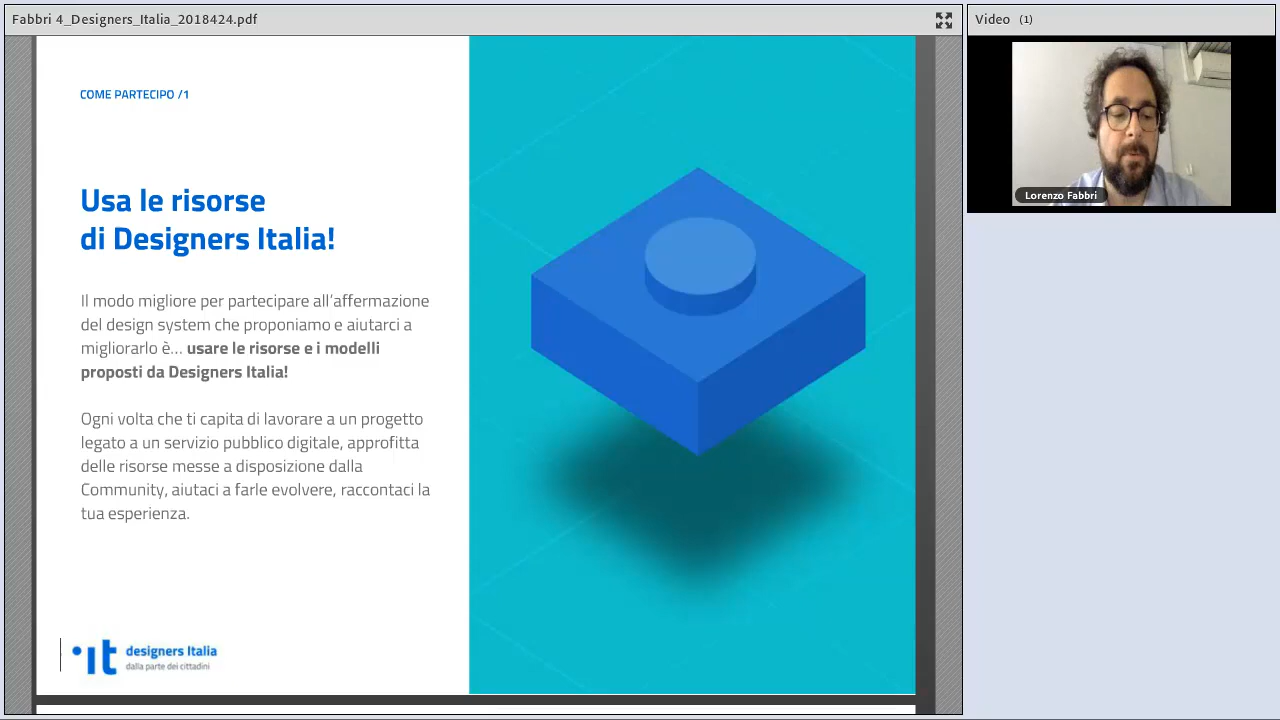 Fabbri 4_Designers_Italia_2018424.pdf
Video (1)
COME PARTECIPO /1
Usa le risorse
di Designers Italia!
Il modo migliore per partecipare all'affermazione
del design system che proponiamo e aiutarci a
migliorarlo è... usare le risorse e i modelli
proposti da Designers Italia!
Ogni volta che ti capita di lavorare a un progetto
legato a un servizio pubblico digitale, approfitta
delle risorse messe a disposizione dalla
Community, aiutaci a farle evolvere, raccontaci la
tua esperienza.
it
designers Italia
dalla parte dei cittadini
Lorenzo Fabbri